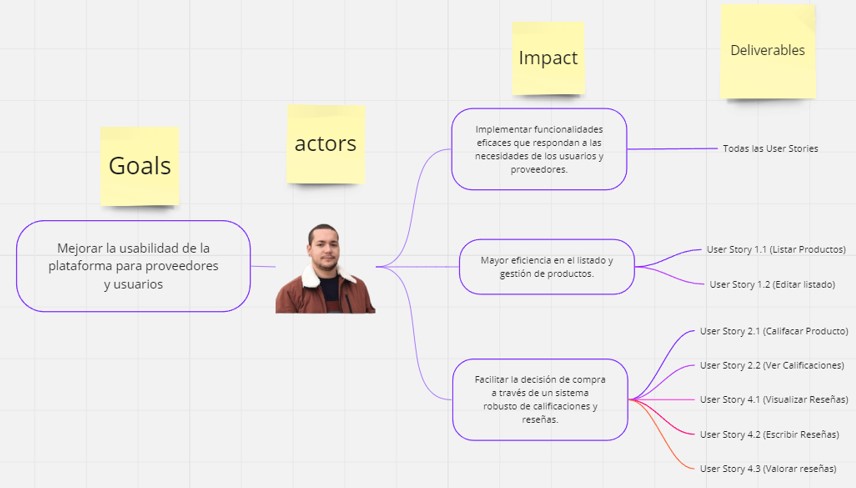 Goals
actors
Impact
Deliverables
Mejorar la usabilidad de la
plataforma para proveedores
y usuarios
Implementar funcionalidades
eficaces que respondan a las
necesidades de los usuarios y
proveedores.
Todas las User Stories
Mayor eficiencia en el listado y
gestión de productos.
User Story 1.1 (Listar Productos)
User Story 1.2 (Editar listado)
Facilitar la decisión de compra
a través de un sistema
robusto de calificaciones y
reseñas.
User Story 2.1 (Califacar Producto)
User Story 2.2 (Ver Calificaciones)
User Story 4.1 (Visualizar Reseñas)
User Story 4.2 (Escribir Reseñas)
User Story 4.3 (Valorar reseñas)